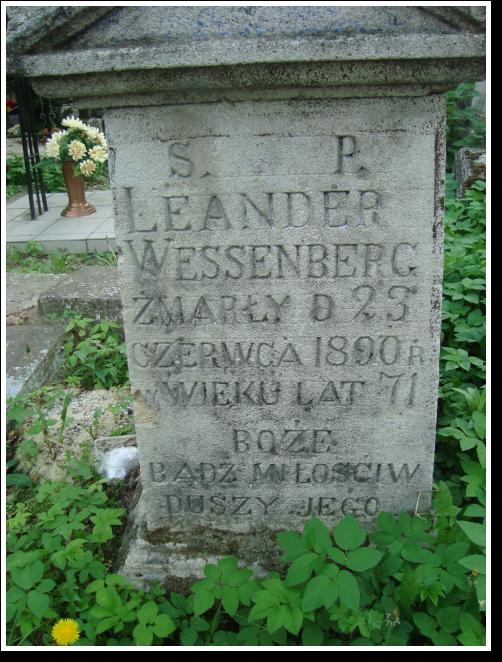 S. P.
LEANDER
WESSENBERG
ZMARŁY D 23
CZERWCA 1890 R
W WIEKU LAT 71
BOŻE
BĄDŹ MIŁOŚCIW
DUSZY JEGO